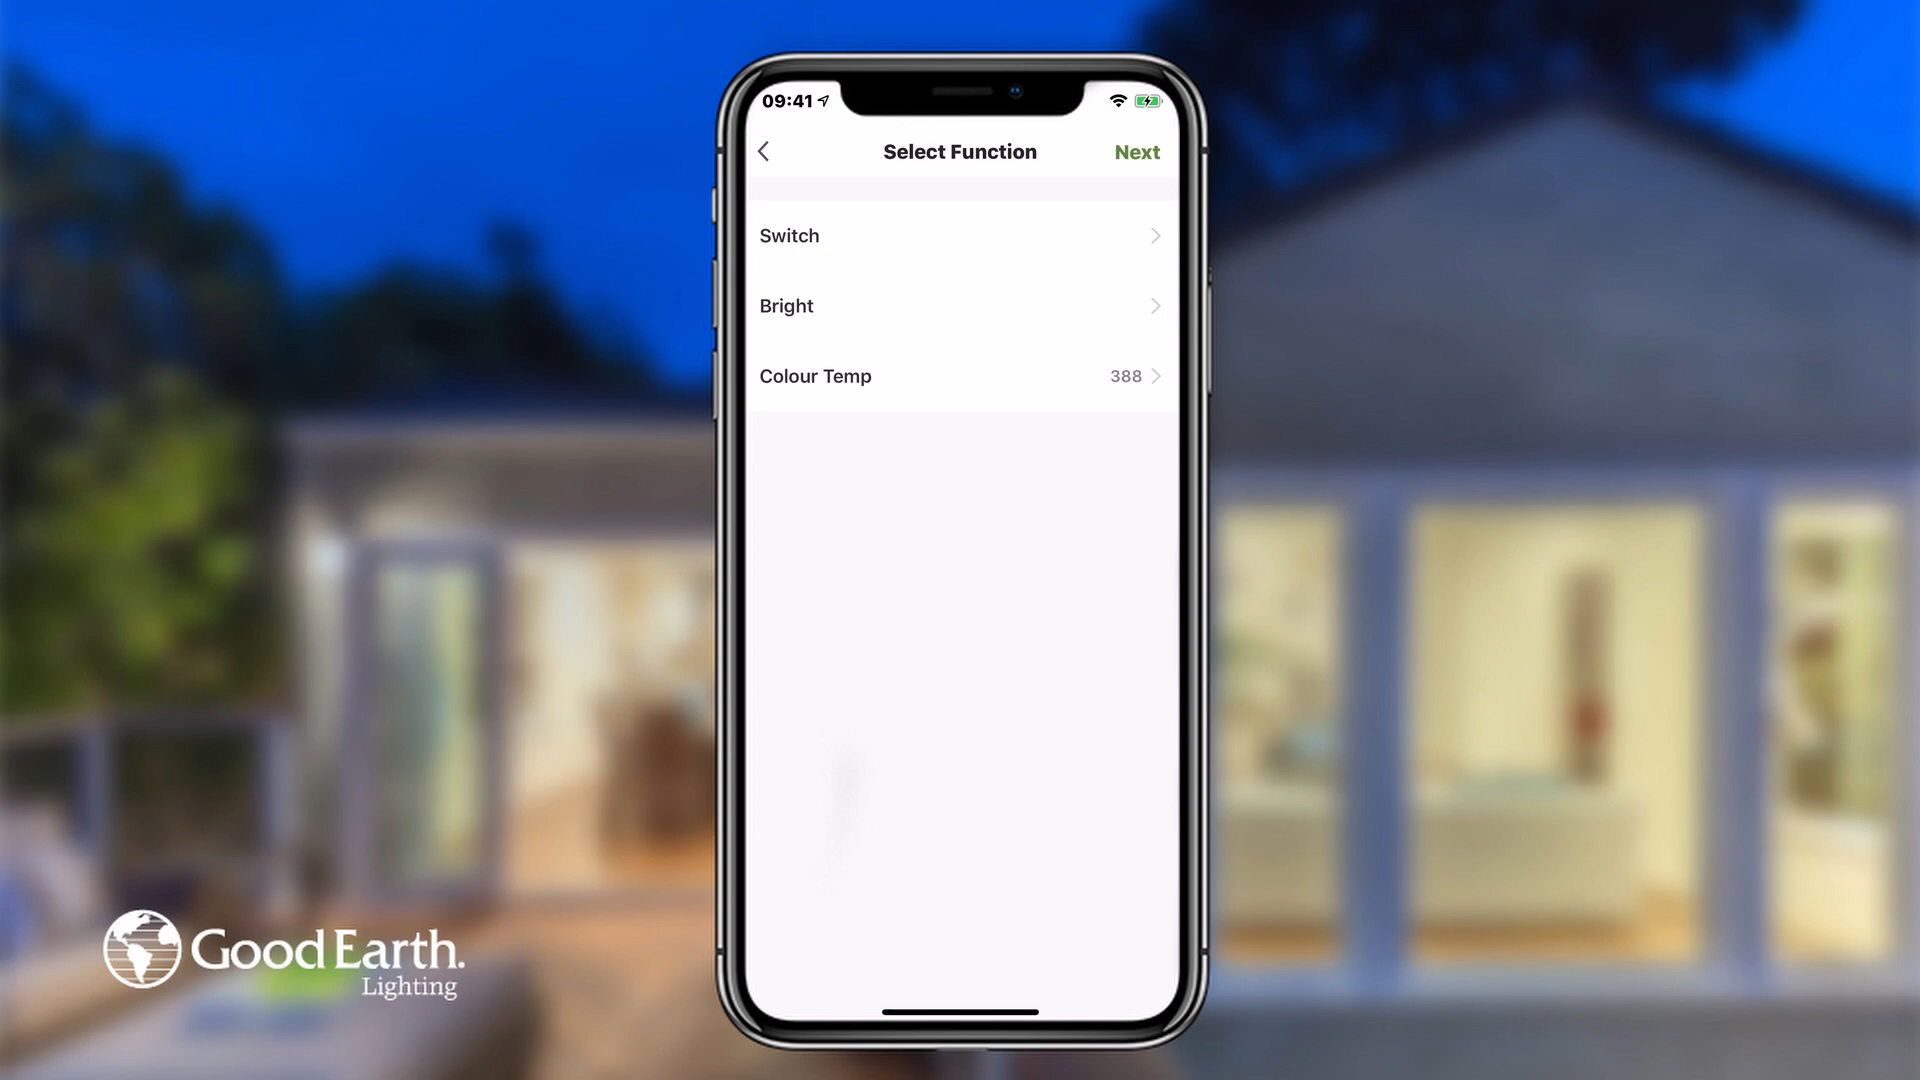 09:41
Select Function
Next
Switch
Bright
Colour Temp
388
Good Earth.
Lighting